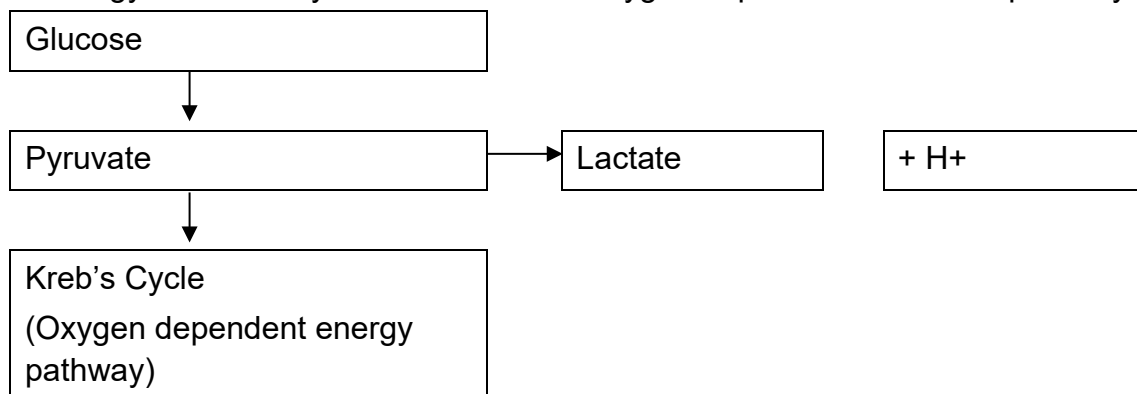 Glucose
Pyruvate
Lactate
+ H+
Kreb’s Cycle
(Oxygen dependent energy
pathway)